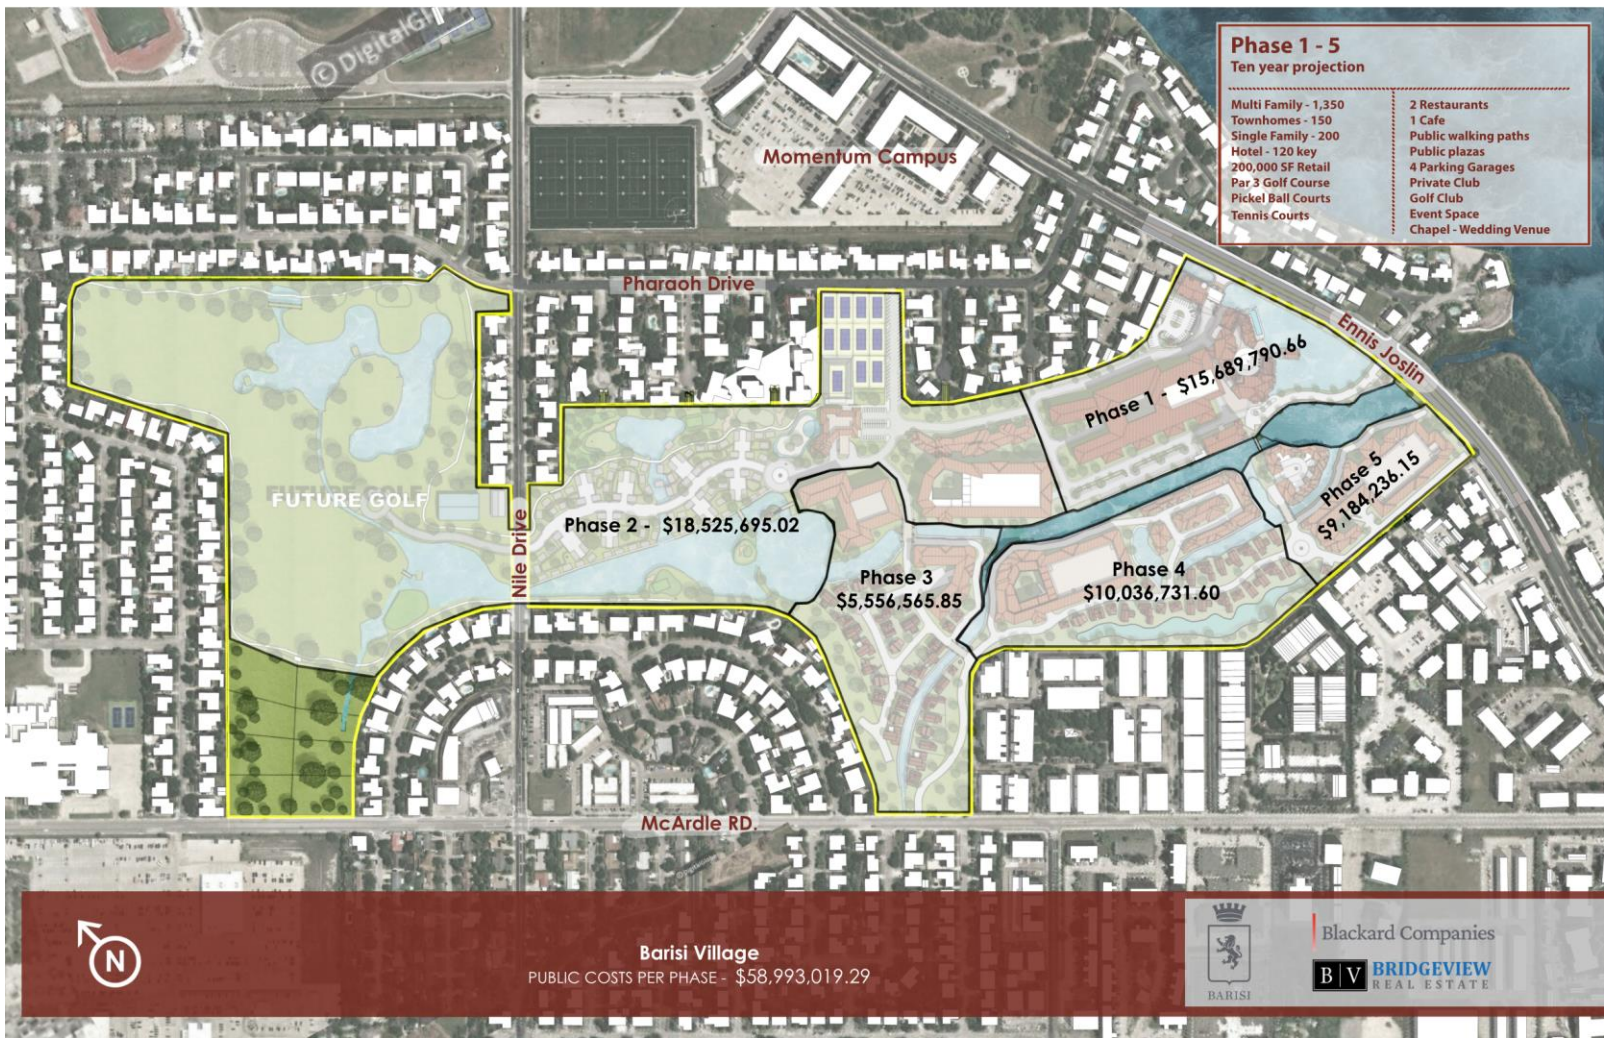 © DigitalGl
Phase 1 - 5
Ten year projection
Multi Family - 1,350
Townhomes - 150
Single Family - 200
Hotel - 120 key
200,000 SF Retail
Par 3 Golf Course
Pickel Ball Courts
Tennis Courts
2 Restaurants
1 Cafe
Public walking paths
Public plazas
4 Parking Garages
Private Club
Golf Club
Event Space
Chapel - Wedding Venue
Momentum Campus
Pharaoh Drive
Ennis Joslin
Phase 1 - $15,689,790.66
Phase 5
$9,184,236.15
FUTURE GOLF
Nile Drive
Phase 2 - $18,525,695.02
Phase 3
$5,556,565.85
Phase 4
$10,036,731.60
McArdle RD.
N
Barisi Village
PUBLIC COSTS PER PHASE - $58,993,019.29
BARISI
Blackard Companies
B V BRIDGEVIEW
REAL ESTATE